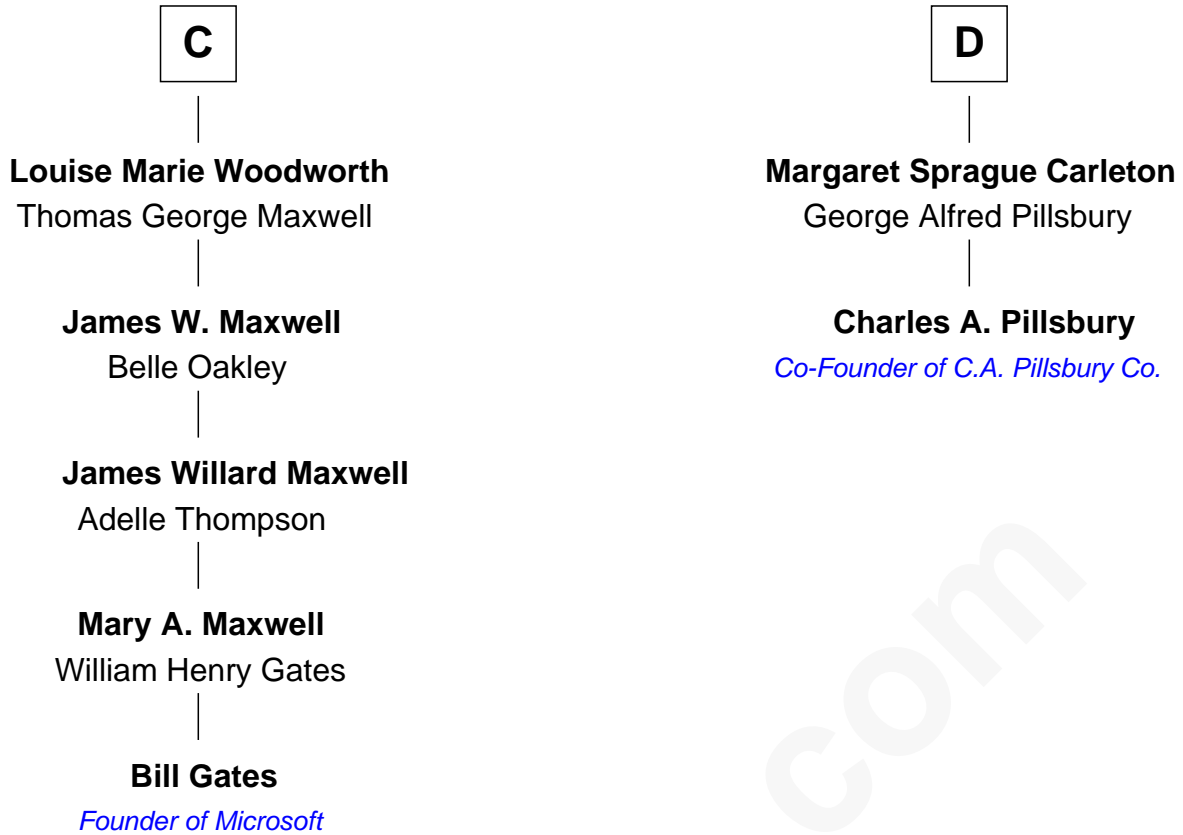 C
Louise Marie Woodworth
Thomas George Maxwell
James W. Maxwell
Belle Oakley
James Willard Maxwell
Adelle Thompson
Mary A. Maxwell
William Henry Gates
Bill Gates
Founder of Microsoft
D
Margaret Sprague Carleton
George Alfred Pillsbury
Charles A. Pillsbury
Co-Founder of C.A. Pillsbury Co.
com